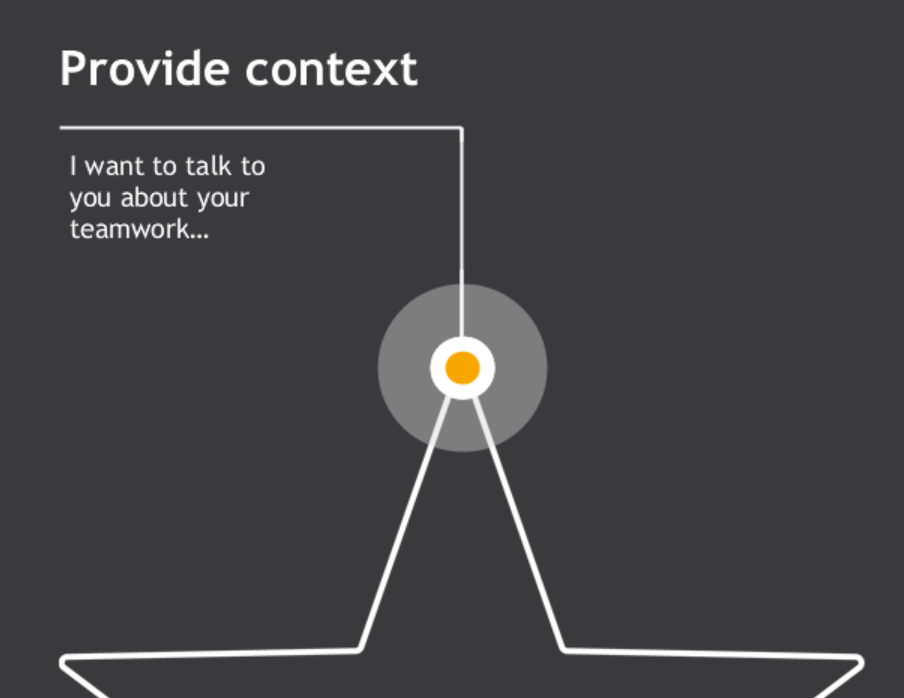 Provide context
I want to talk to
you about your
teamwork...